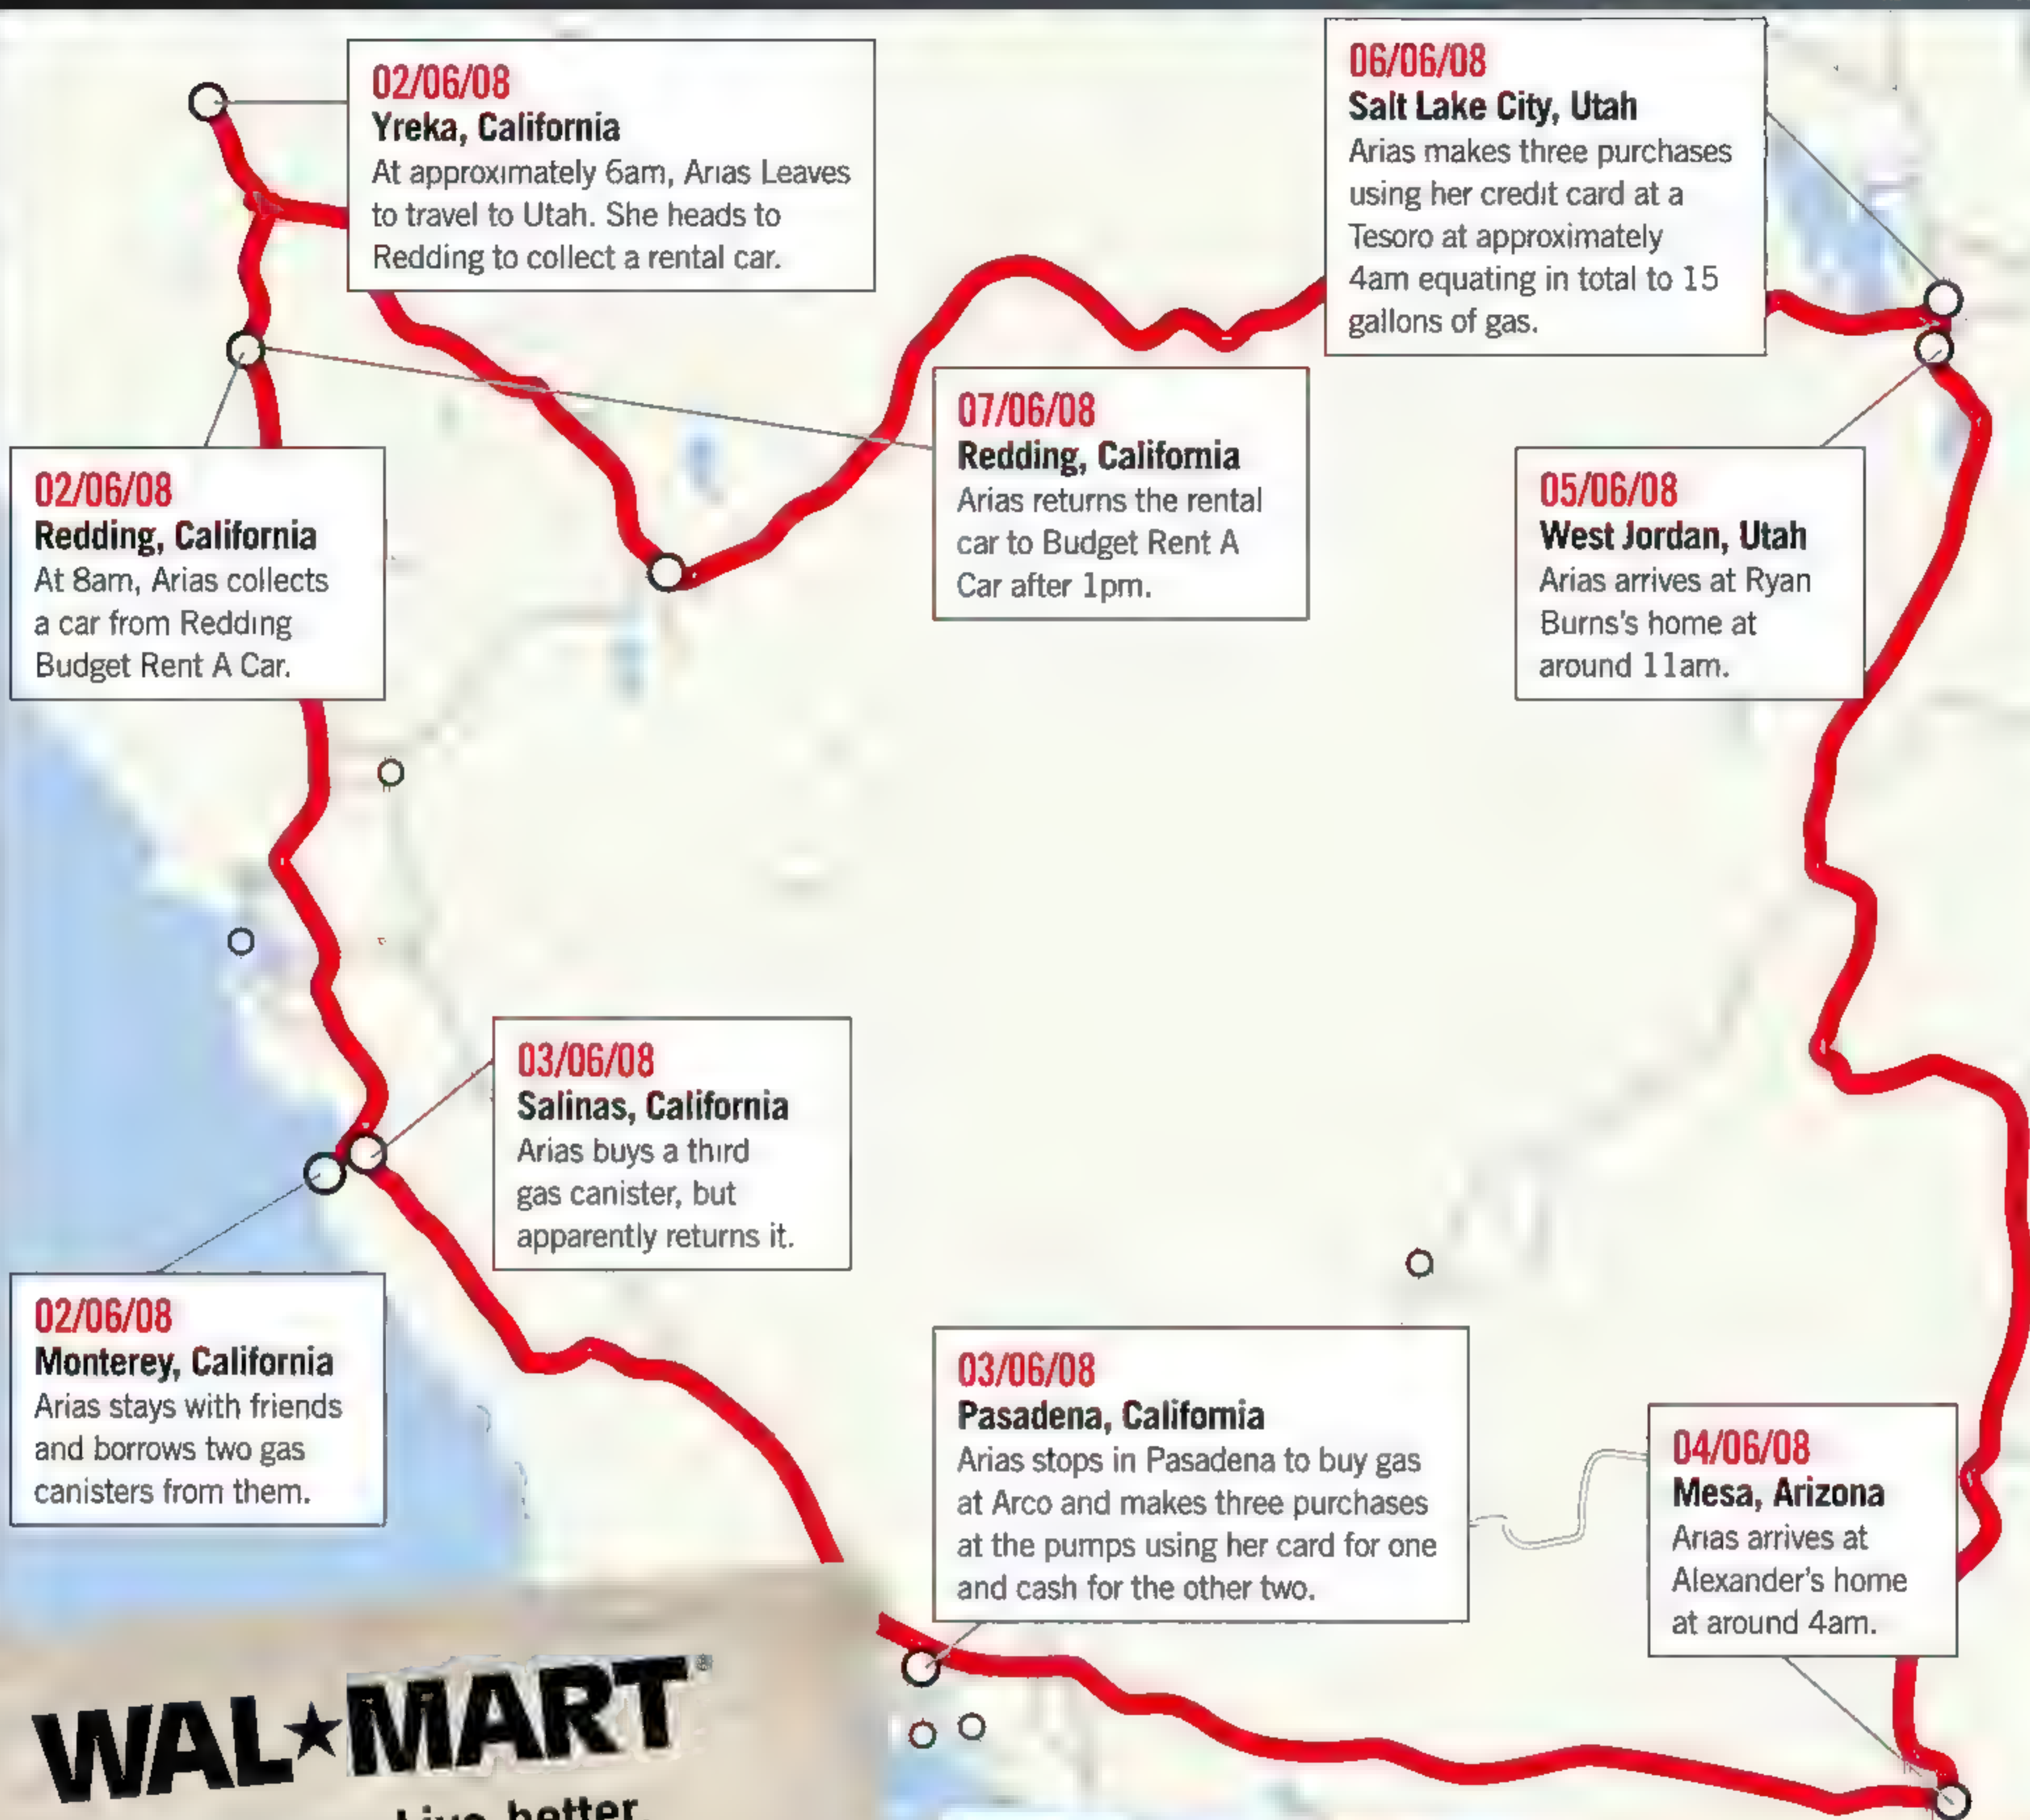 02/06/08
Yreka, California
At approximately 6am, Arias Leaves
to travel to Utah. She heads to
Redding to collect a rental car.
06/06/08
Salt Lake City, Utah
Arias makes three purchases
using her credit card at a
Tesoro at approximately
4am equating in total to 15
gallons of gas.
07/06/08
Redding, California
Arias returns the rental
car to Budget Rent A
Car after 1pm.
02/06/08
Redding, California
At 8am, Arias collects
a car from Redding
Budget Rent A Car.
05/06/08
West Jordan, Utah
Arias arrives at Ryan
Burns's home at
around 11am.
03/06/08
Salinas, California
Arias buys a third
gas canister, but
apparently returns it.
02/06/08
Monterey, California
Arias stays with friends
and borrows two gas
canisters from them.
03/06/08
Pasadena, California
Arias stops in Pasadena to buy gas
at Arco and makes three purchases
at the pumps using her card for one
and cash for the other two.
04/06/08
Mesa, Arizona
Arias arrives at
Alexander's home
at around 4am.
WAL★MART®
Live better.